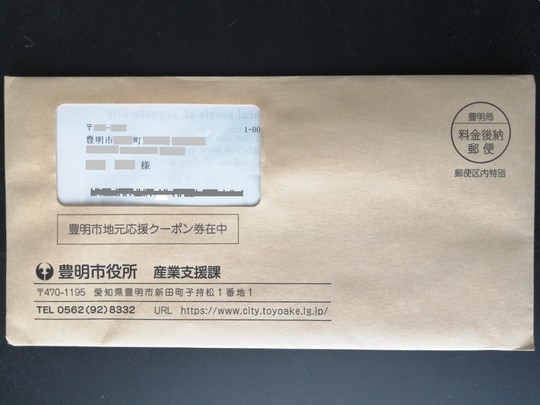 豊明局
料金後納
郵便
郵便区内特別
〒
1-00
豊明市 町
様
豊明市地元応援クーポン券在中
豊明市役所 産業支援課
〒470-1195 愛知県豊明市新田町子持松1番地1
TEL 0562(92)8332 URL https://www.city.toyoake.lg.jp/